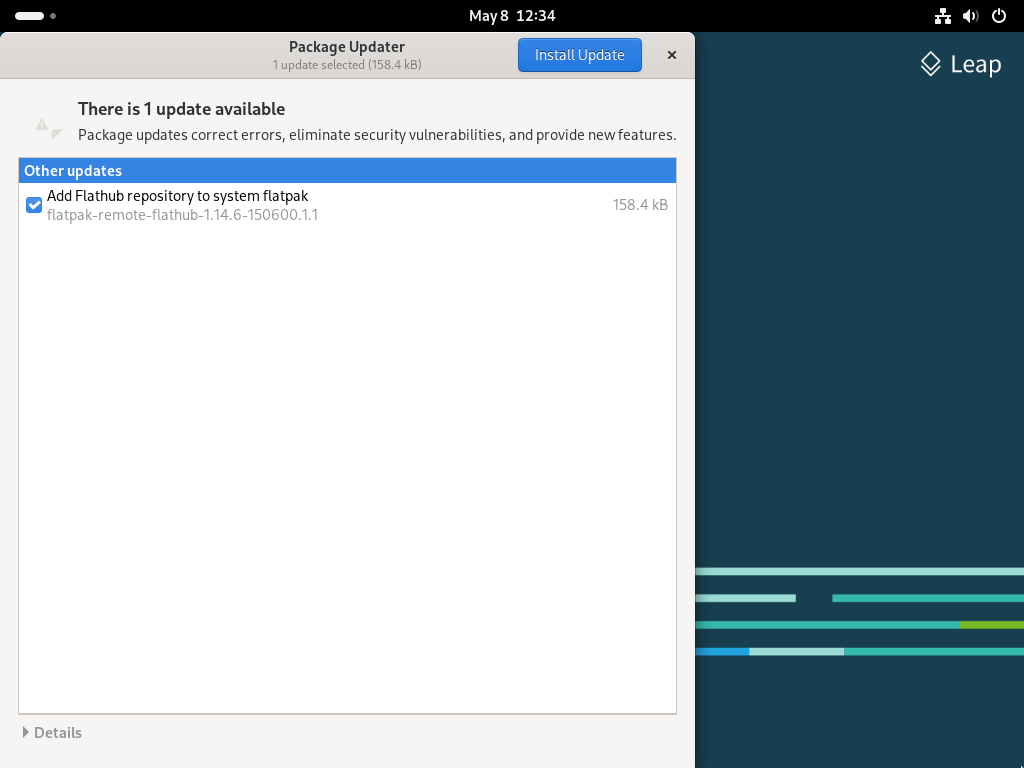 May 8 12:34
Package Updater
1 update selected (158.4 kB)
Install Update
Leap
There is 1 update available
Package updates correct errors, eliminate security vulnerabilities, and provide new features.
Other updates
Add Flathub repository to system flatpak
flatpak-remote-flathub-1.14.6-150600.1.1
158.4 kB
Details